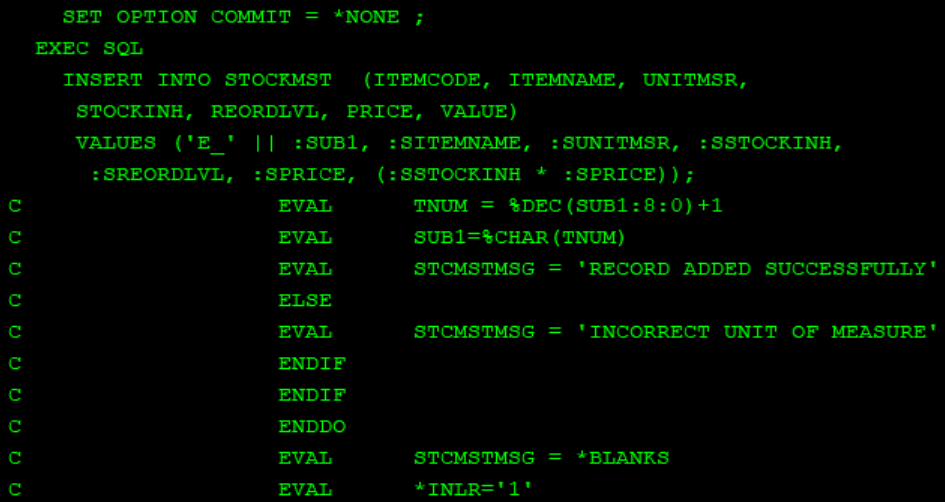 SET OPTION COMMIT = *NONE ;
EXEC SQL
INSERT INTO STOCKMST (ITEMCODE, ITEMNAME, UNITMSR,
STOCKINH, REORDLVL, PRICE, VALUE)
VALUES ('E_' || :SUB1, :SITEMNAME, :SUNITMSR, :SSTOCKINH,
:SREORDLVL, :SPRICE, (:SSTOCKINH * :SPRICE));
C EVAL TNUM = %DEC(SUB1:8:0)+1
C EVAL SUB1=%CHAR(TNUM)
C EVAL STCMSTMSG = 'RECORD ADDED SUCCESSFULLY'
C ELSE
C EVAL STCMSTMSG = 'INCORRECT UNIT OF MEASURE'
C ENDIF
C ENDIF
C ENDDO
C EVAL STCMSTMSG = *BLANKS
C EVAL *INLR='1'